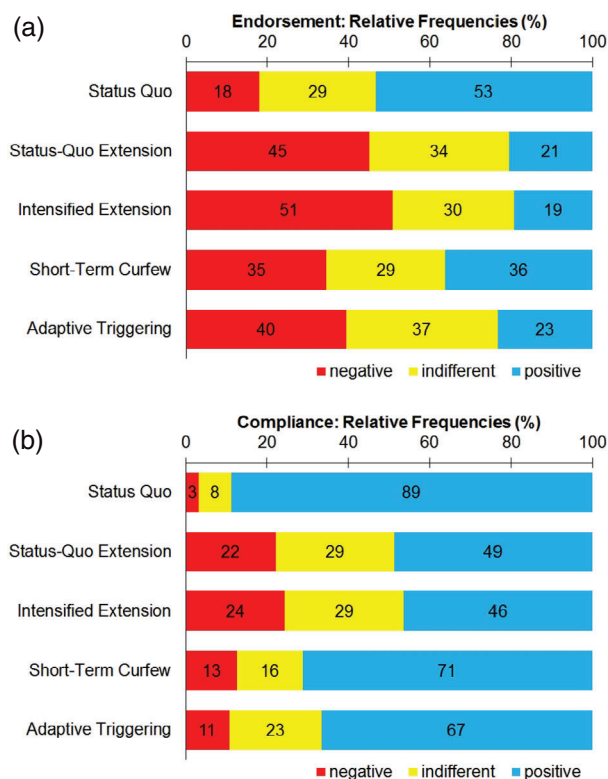 (a)
Endorsement: Relative Frequencies (%)
0 20 40 60 80 100
Status Quo 18 29 53
Status-Quo Extension 45 34 21
Intensified Extension 51 30 19
Short-Term Curfew 35 29 36
Adaptive Triggering 40 37 23
negative indifferent positive
(b)
Compliance: Relative Frequencies (%)
0 20 40 60 80 100
Status Quo 3 8 89
Status-Quo Extension 22 29 49
Intensified Extension 24 29 46
Short-Term Curfew 13 16 71
Adaptive Triggering 11 23 67
negative indifferent positive